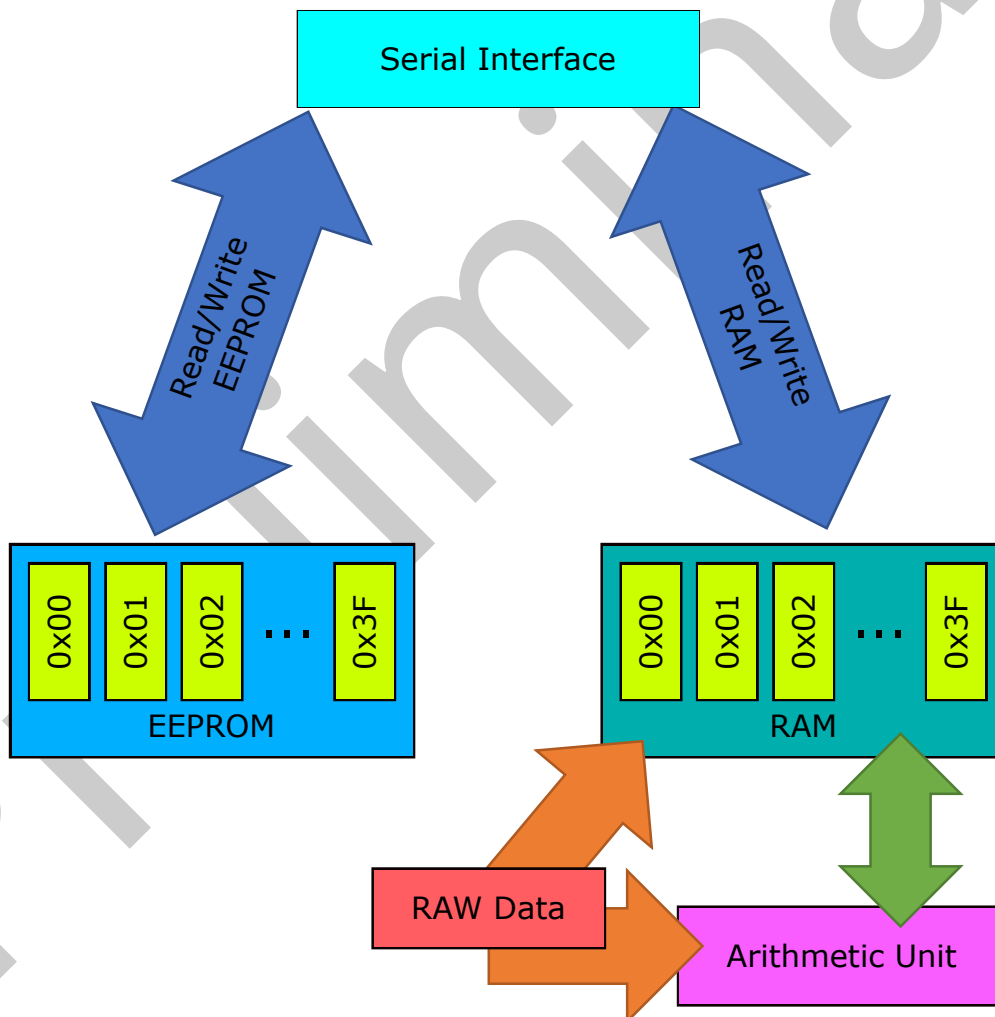 Serial Interface
Read/Write
EEPROM
Read/Write
RAM
0x00
0x01
0x02
...
0x3F
EEPROM
0x00
0x01
0x02
...
0x3F
RAM
RAW Data
Arithmetic Unit